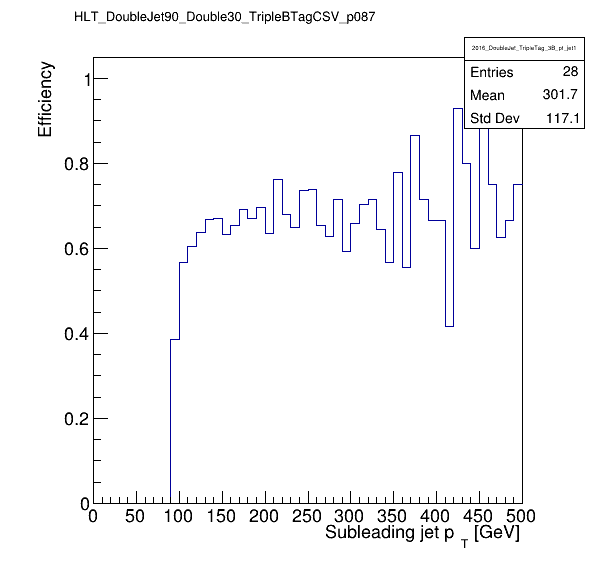 HLT_DoubleJet90_Double30_TripleBTagCSV_p087
2016_DoubleJet_TripleTag_3B_pt_jet1
Entries 28
Mean 301.7
Std Dev 117.1
Efficiency
1
0.8
0.6
0.4
0.2
0
0 50 100 150 200 250 300 350 400 450 500
Subleading jet p T [GeV]